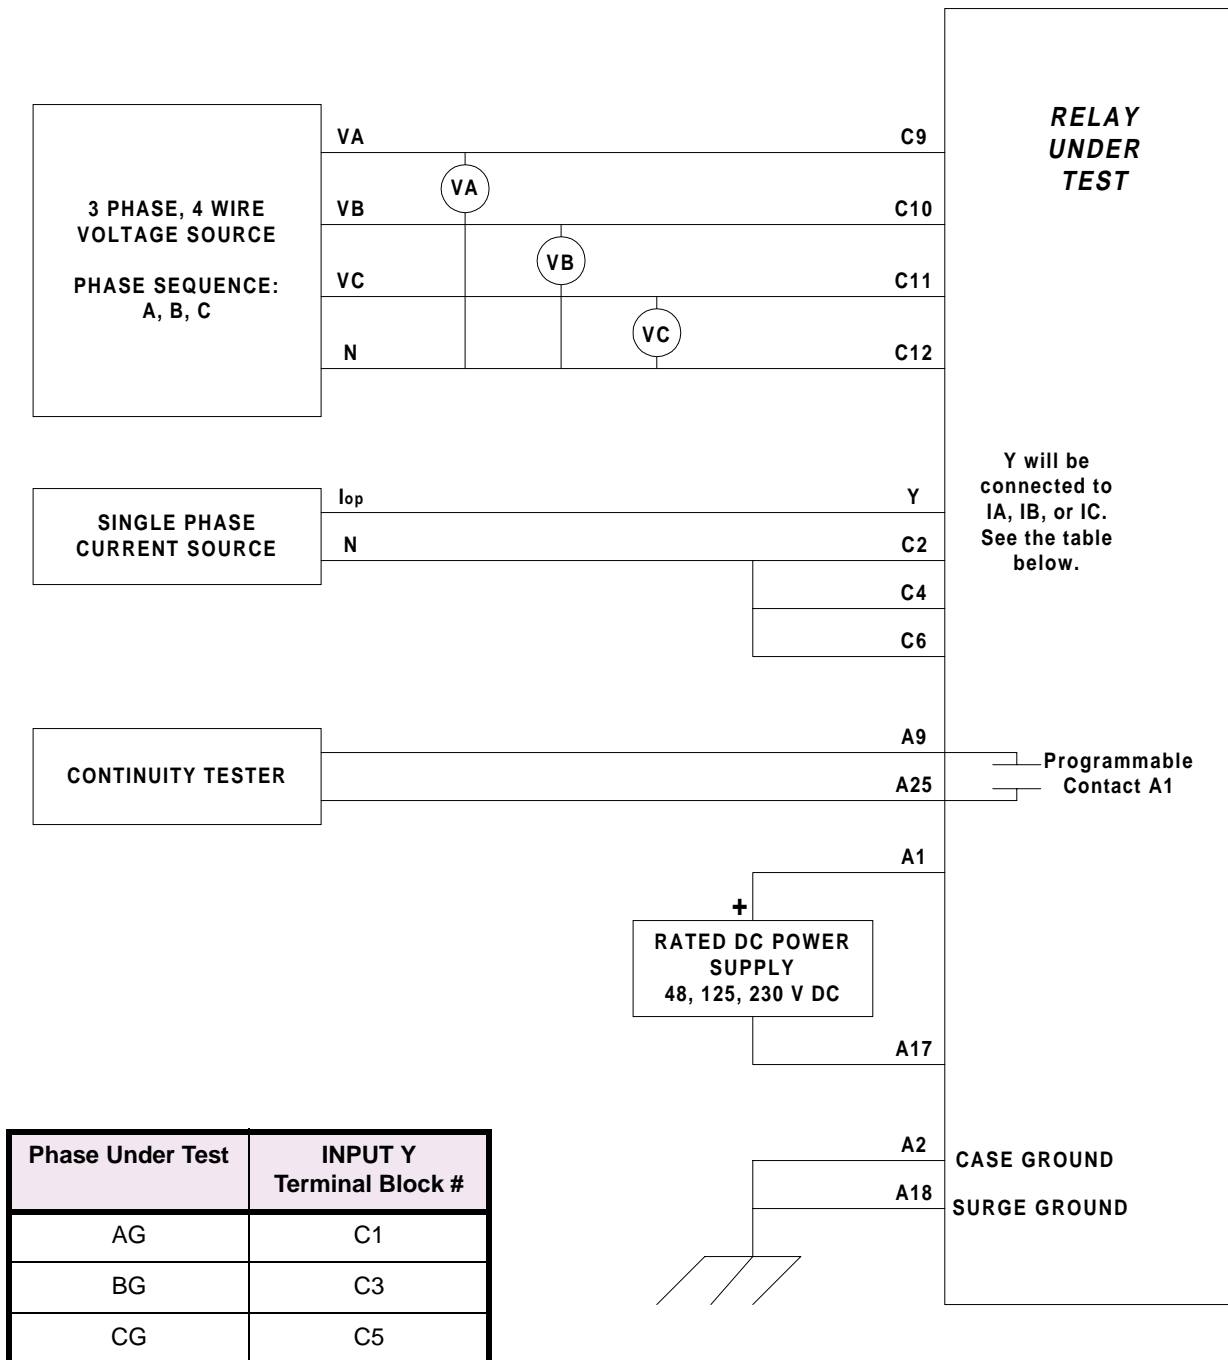 RELAY
UNDER
TEST
3 PHASE, 4 WIRE
VOLTAGE SOURCE
PHASE SEQUENCE:
A, B, C
VA
VA
C9
VB
VB
C10
VC
VC
C11
N
C12
SINGLE PHASE
CURRENT SOURCE
Iop
Y
N
C2
C4
C6
Y will be
connected to
IA, IB, or IC.
See the table
below.
CONTINUITY TESTER
A9
A25
Programmable
Contact A1
A1
+
RATED DC POWER
SUPPLY
48, 125, 230 V DC
A17
A2
CASE GROUND
A18
SURGE GROUND
Phase Under Test
INPUT Y
Terminal Block #
AG
C1
BG
C3
CG
C5